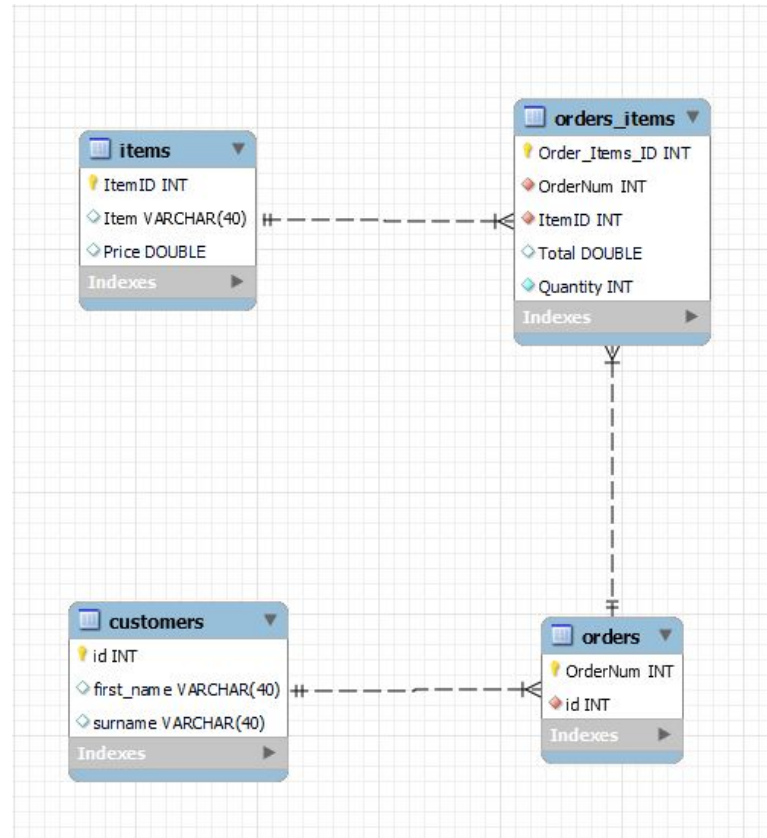 items
ItemID INT
Item VARCHAR(40)
Price DOUBLE
Indexes
orders_items
Order_Items_ID INT
OrderNum INT
ItemID INT
Total DOUBLE
Quantity INT
Indexes
customers
id INT
first_name VARCHAR(40)
surname VARCHAR(40)
Indexes
orders
OrderNum INT
id INT
Indexes